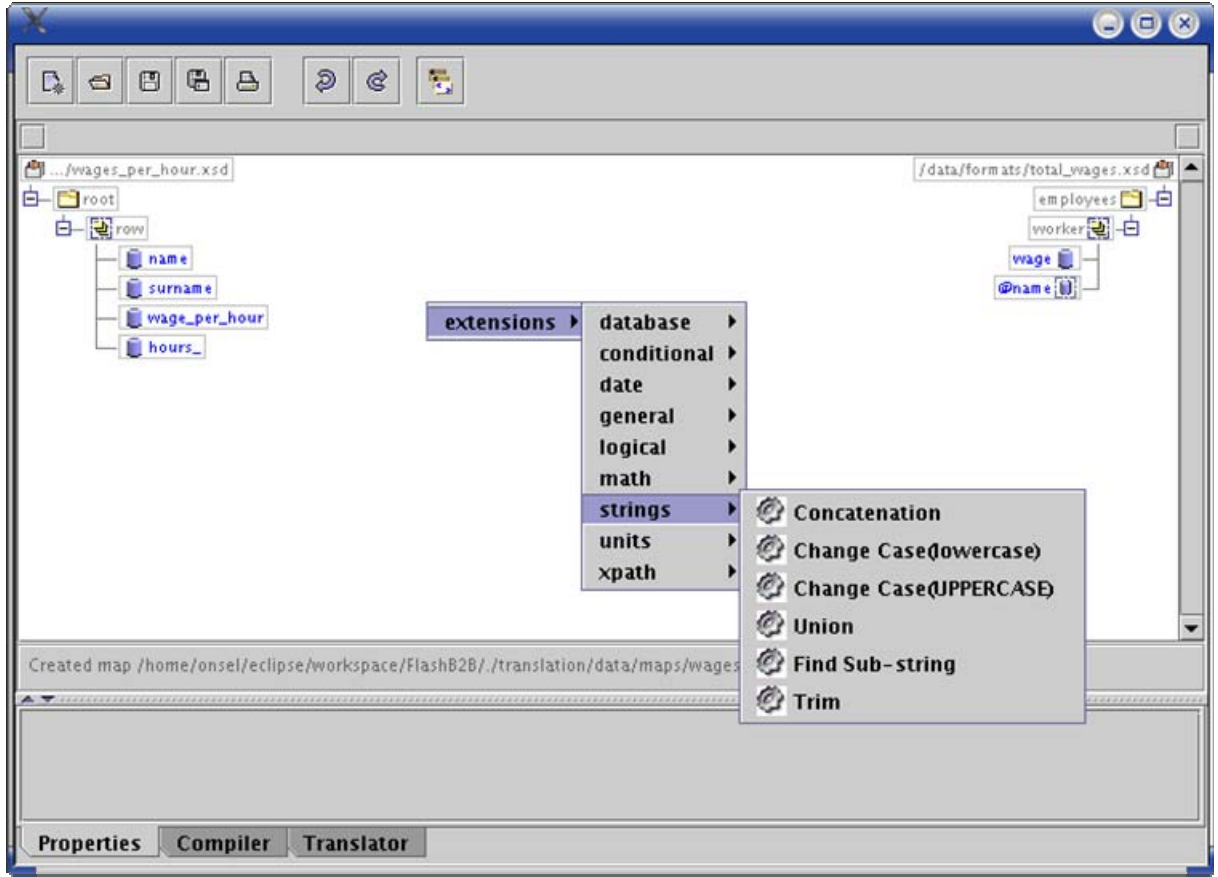 .../wages_per_hour.xsd
root
row
name
surname
wage_per_hour
hours_
/data/formats/total_wages.xsd
employees
worker
wage
@name
extensions
database
conditional
date
general
logical
math
strings
units
xpath
Concatenation
Change Case(lowercase)
Change Case(UPPERCASE)
Union
Find Sub-string
Trim
Created map /home/onsel/eclipse/workspace/FlashB2B/./translation/data/maps/wages
Properties Compiler Translator